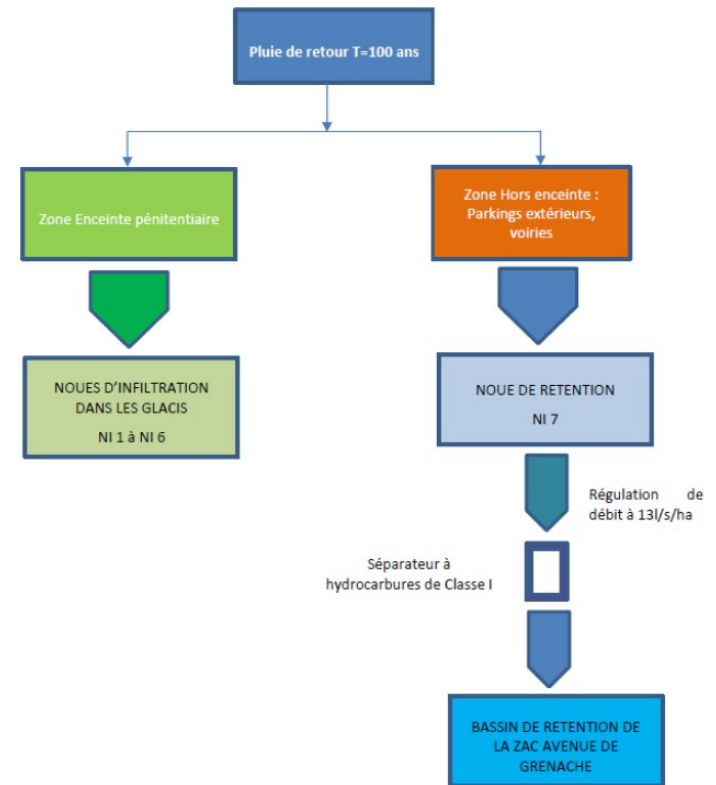 Pluie de retour T=100 ans
Zone Enceinte pénitentiaire
Zone Hors enceinte :
Parkings extérieurs,
voiries
NOUES D'INFILTRATION
DANS LES GLACIS
NI 1 à NI 6
NOUE DE RETENTION
NI 7
Régulation de
débit à 13l/s/ha
Séparateur à
hydrocarbures de Classe I
BASSIN DE RETENTION DE
LA ZAC AVENUE DE
GRENACHE